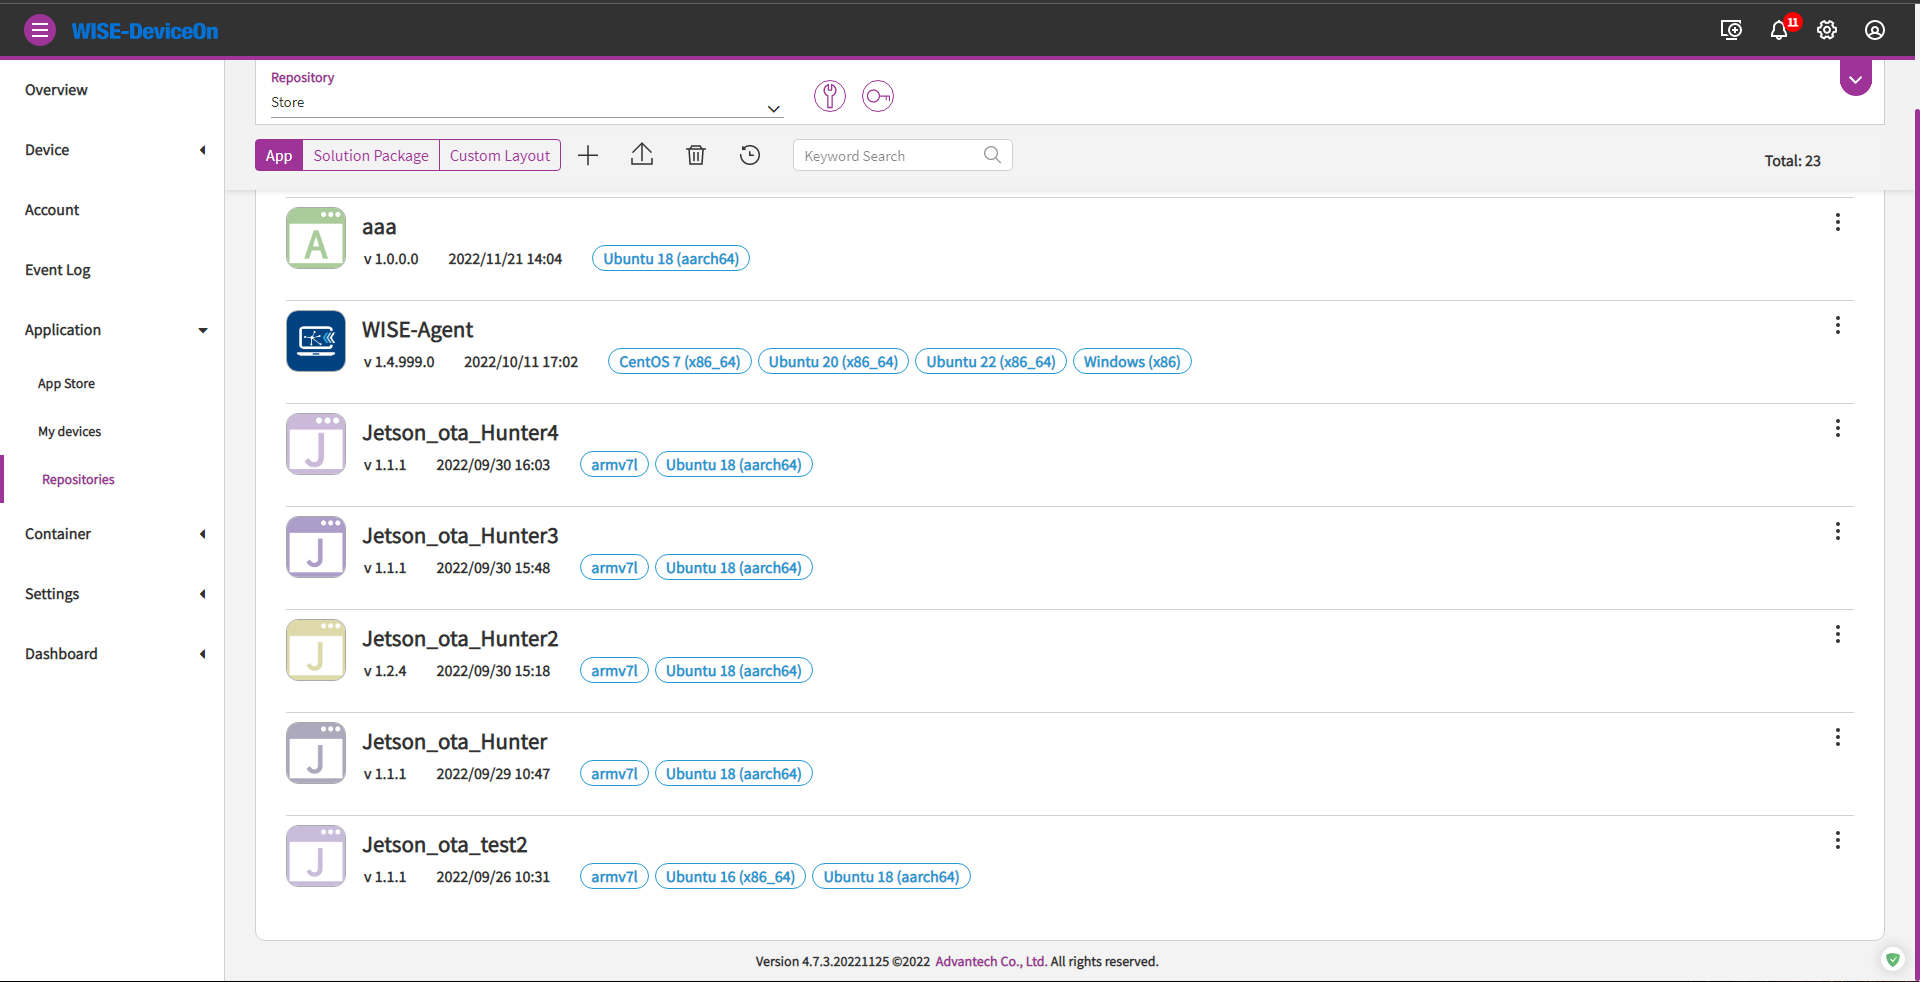 WISE-DeviceOn
11
Overview
Device
Account
Event Log
Application
App Store
My devices
Repositories
Container
Settings
Dashboard
Repository
Store
App
Solution Package
Custom Layout
Keyword Search
Total: 23
A
aaa
v 1.0.0.0 2022/11/21 14:04 Ubuntu 18 (aarch64)
WISE-Agent
v 1.4.999.0 2022/10/11 17:02 CentOS 7 (x86_64) Ubuntu 20 (x86_64) Ubuntu 22 (x86_64) Windows (x86)
J
Jetson_ota_Hunter4
v 1.1.1 2022/09/30 16:03 armv7l Ubuntu 18 (aarch64)
J
Jetson_ota_Hunter3
v 1.1.1 2022/09/30 15:48 armv7l Ubuntu 18 (aarch64)
J
Jetson_ota_Hunter2
v 1.2.4 2022/09/30 15:18 armv7l Ubuntu 18 (aarch64)
J
Jetson_ota_Hunter
v 1.1.1 2022/09/29 10:47 armv7l Ubuntu 18 (aarch64)
J
Jetson_ota_test2
v 1.1.1 2022/09/26 10:31 armv7l Ubuntu 16 (x86_64) Ubuntu 18 (aarch64)
Version 4.7.3.20221125 ©2022 Advantech Co., Ltd. All rights reserved.